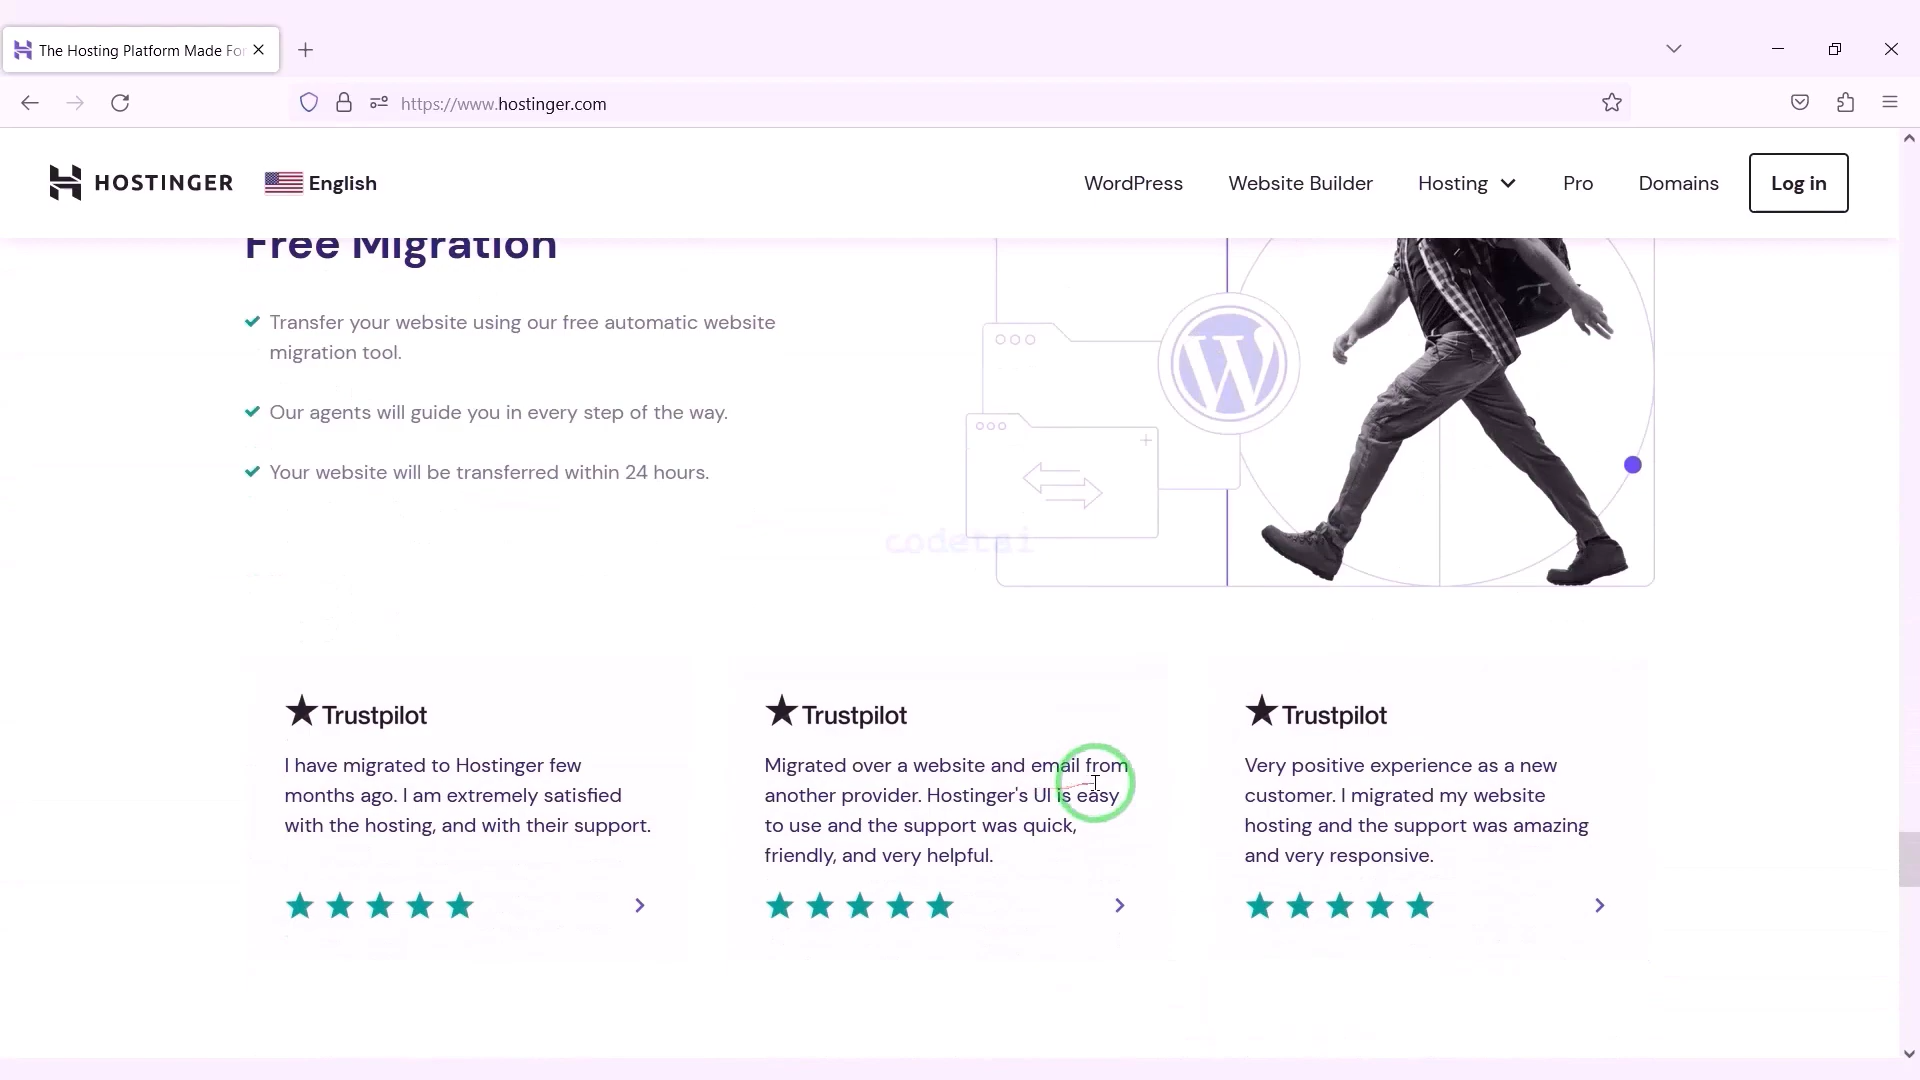 The Hosting Platform Made For
https://www.hostinger.com
HOSTINGER English WordPress Website Builder Hosting Pro Domains Log in
Free Migration
Transfer your website using our free automatic website
migration tool.
Our agents will guide you in every step of the way.
Your website will be transferred within 24 hours.
codetai
Trustpilot
I have migrated to Hostinger few
months ago. I am extremely satisfied
with the hosting, and with their support.
Trustpilot
Migrated over a website and email from
another provider. Hostinger's UI is easy
to use and the support was quick,
friendly, and very helpful.
Trustpilot
Very positive experience as a new
customer. I migrated my website
hosting and the support was amazing
and very responsive.